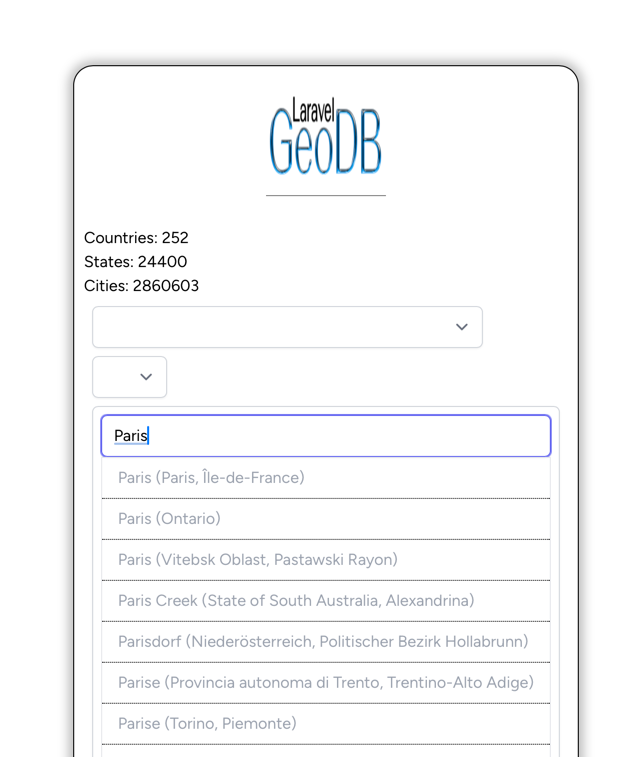 Laravel
GeoDB
Countries: 252
States: 24400
Cities: 2860603
Paris
Paris (Paris, Île-de-France)
Paris (Ontario)
Paris (Vitebsk Oblast, Pastawski Rayon)
Paris Creek (State of South Australia, Alexandrina)
Parisdorf (Niederösterreich, Politischer Bezirk Hollabrunn)
Parise (Provincia autonoma di Trento, Trentino-Alto Adige)
Parise (Torino, Piemonte)